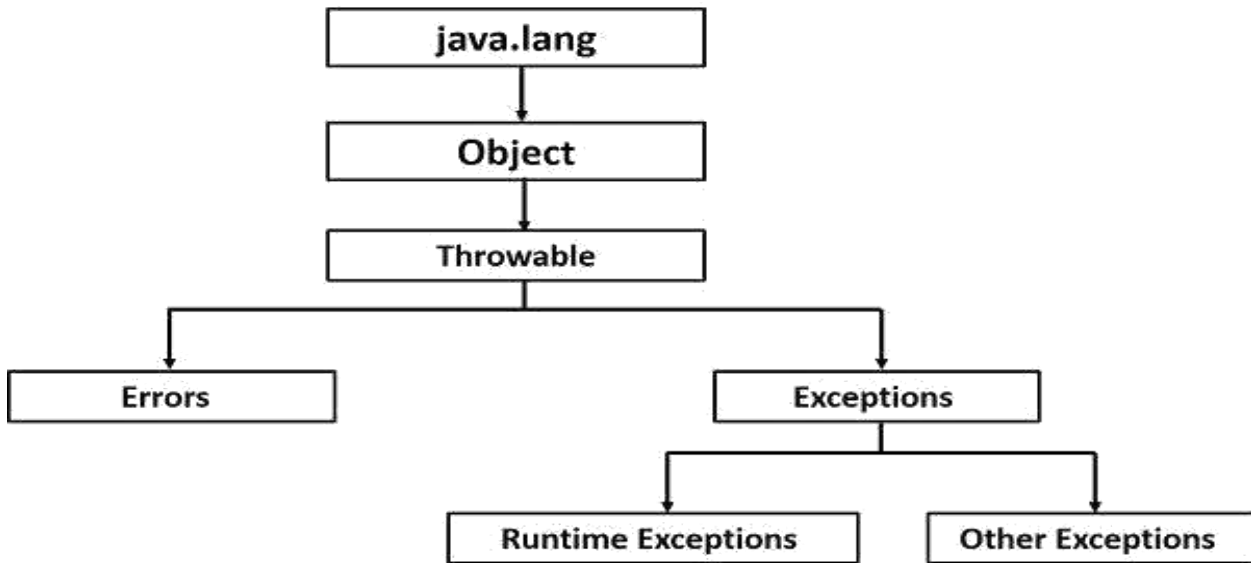 java.lang
Object
Throwable
Errors
Exceptions
Runtime Exceptions
Other Exceptions